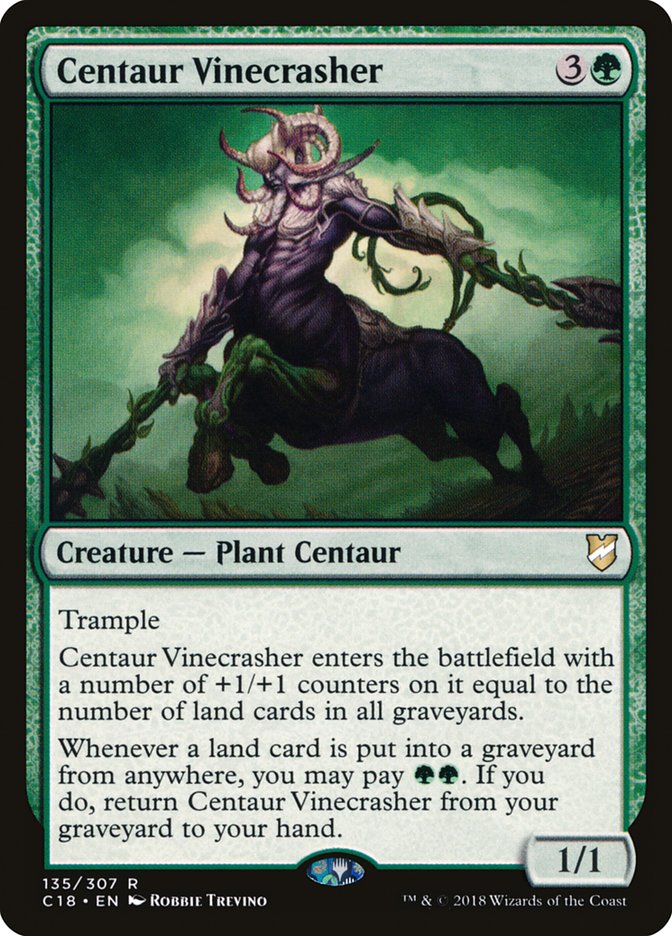 Centaur Vinecrasher 3
Creature — Plant Centaur
Trample
Centaur Vinecrasher enters the battlefield with
a number of +1/+1 counters on it equal to the
number of land cards in all graveyards.
Whenever a land card is put into a graveyard
from anywhere, you may pay . If you
do, return Centaur Vinecrasher from your
graveyard to your hand.
1/1
135/307 R
C18 • EN Robbie Trevino
™ & © 2018 Wizards of the Coast